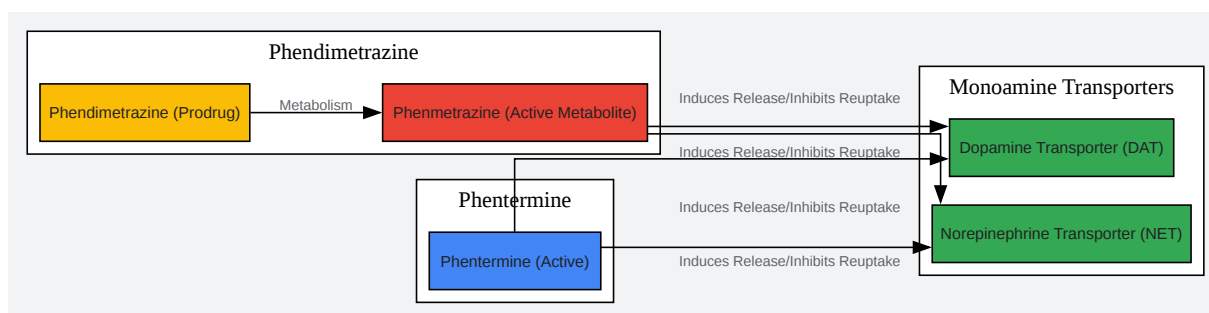 Phendimetrazine
Phendimetrazine (Prodrug)
Metabolism
Phenmetrazine (Active Metabolite)
Induces Release/Inhibits Reuptake
Monoamine Transporters
Dopamine Transporter (DAT)
Induces Release/Inhibits Reuptake
Phentermine
Induces Release/Inhibits Reuptake
Norepinephrine Transporter (NET)
Phentermine (Active)
Induces Release/Inhibits Reuptake